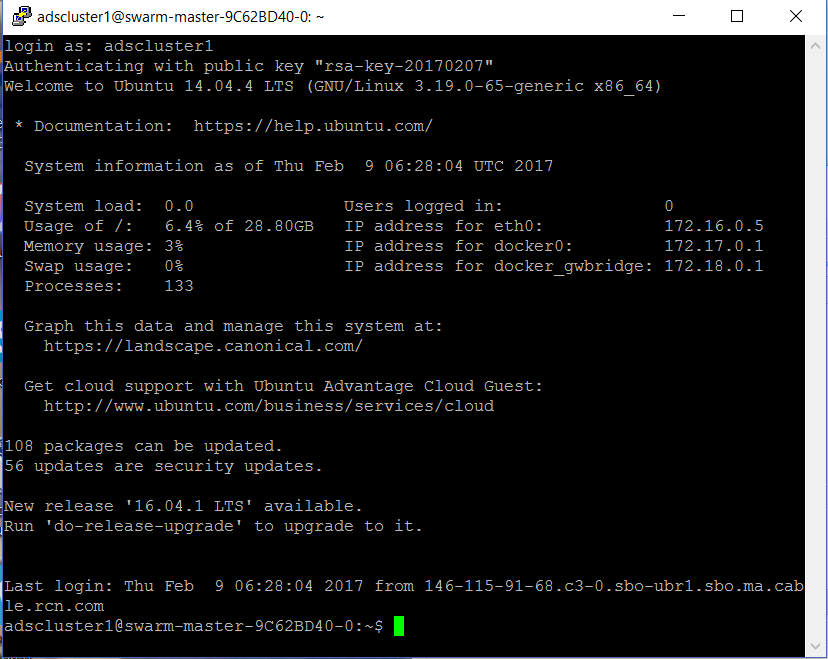 adscluster1@swarm-master-9C62BD40-0: ~
login as: adscluster1
Authenticating with public key "rsa-key-20170207"
Welcome to Ubuntu 14.04.4 LTS (GNU/Linux 3.19.0-65-generic x86_64)
* Documentation:  https://help.ubuntu.com/
System information as of Thu Feb  9 06:28:04 UTC 2017
System load:  0.0               Users logged in:                0
Usage of /:   6.4% of 28.80GB   IP address for eth0:            172.16.0.5
Memory usage: 3%                IP address for docker0:         172.17.0.1
Swap usage:   0%                IP address for docker_gwbridge: 172.18.0.1
Processes:    133
Graph this data and manage this system at:
https://landscape.canonical.com/
Get cloud support with Ubuntu Advantage Cloud Guest:
http://www.ubuntu.com/business/services/cloud
108 packages can be updated.
56 updates are security updates.
New release '16.04.1 LTS' available.
Run 'do-release-upgrade' to upgrade to it.
Last login: Thu Feb  9 06:28:04 2017 from 146-115-91-68.c3-0.sbo-ubr1.sbo.ma.cab
le.rcn.com
adscluster1@swarm-master-9C62BD40-0:~$